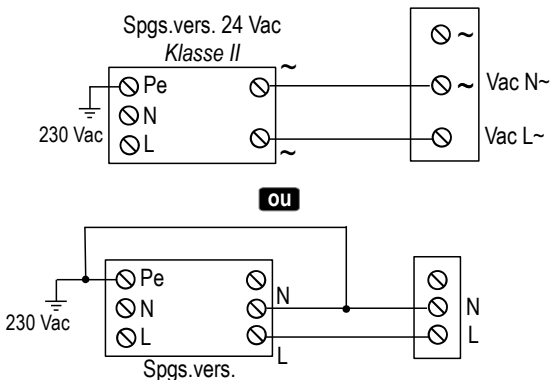 Spgs.vers. 24 Vac
Klasse II
~
~
Pe
~
Vac N~
N
230 Vac
L
Vac L~
~
ou
Pe
N
N
N
230 Vac
L
L
L
Spgs.vers.